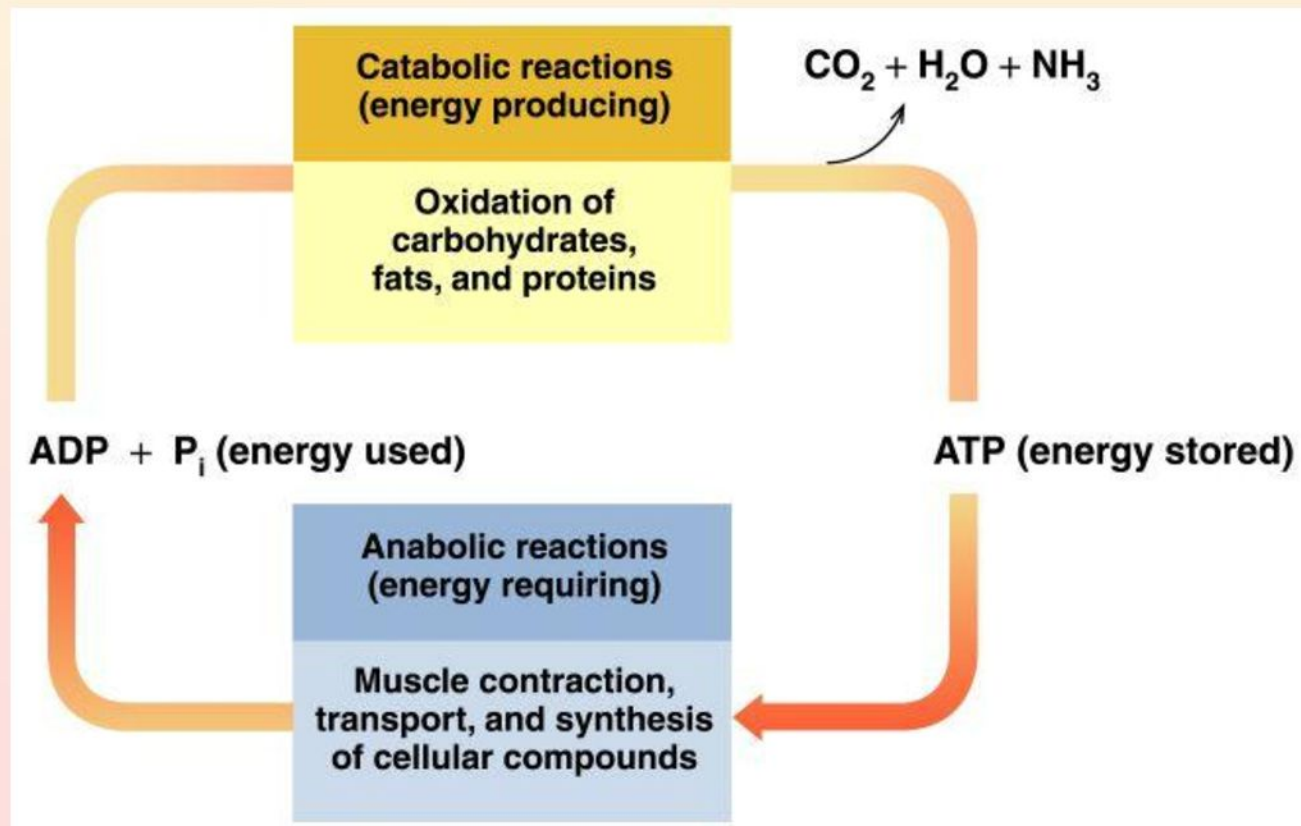 Catabolic reactions
(energy producing)
CO₂ + H₂O + NH₃
Oxidation of
carbohydrates,
fats, and proteins
ADP + Pᵢ (energy used)
ATP (energy stored)
Anabolic reactions
(energy requiring)
Muscle contraction,
transport, and synthesis
of cellular compounds